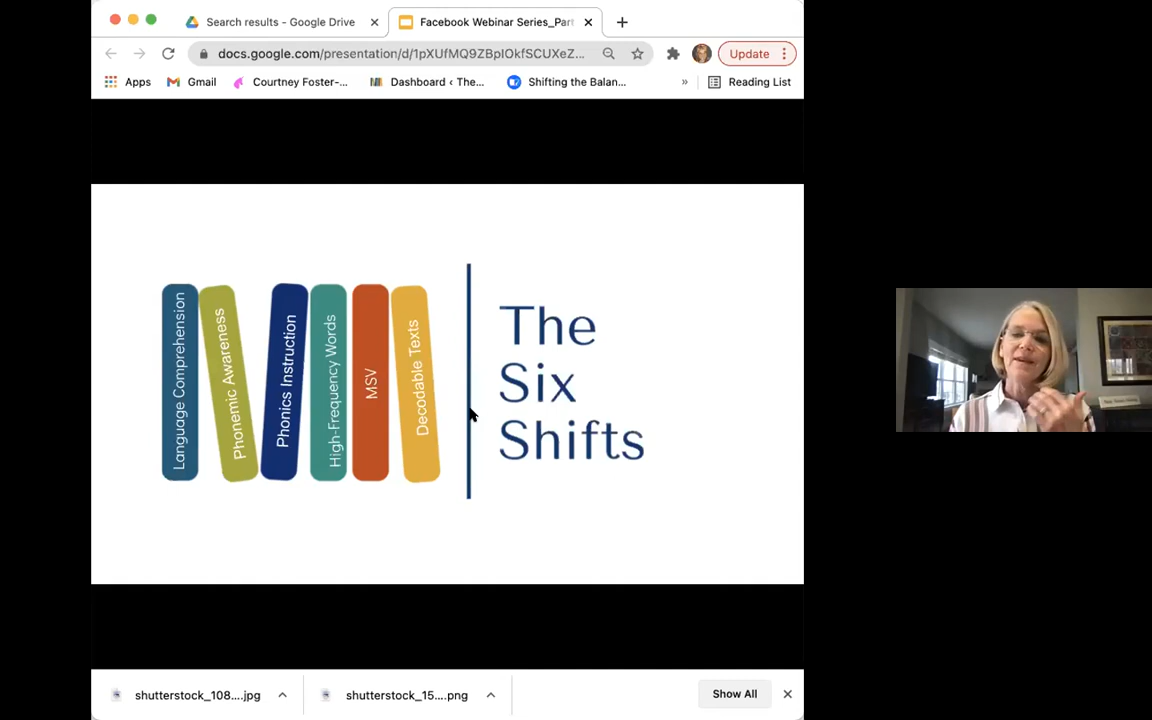 Search results - Google Drive
Facebook Webinar Series_Part
docs.google.com/presentation/d/1pXUfMQ9ZBpIOkfSCUXeZ...
Update
Apps
Gmail
Courtney Foster-...
Dashboard ‹ The...
Shifting the Balan...
»
Reading List
Language Comprehension
Phonemic Awareness
Phonics Instruction
High-Frequency Words
MSV
Decodable Texts
The
Six
Shifts
shutterstock_108....jpg
shutterstock_15....png
Show All